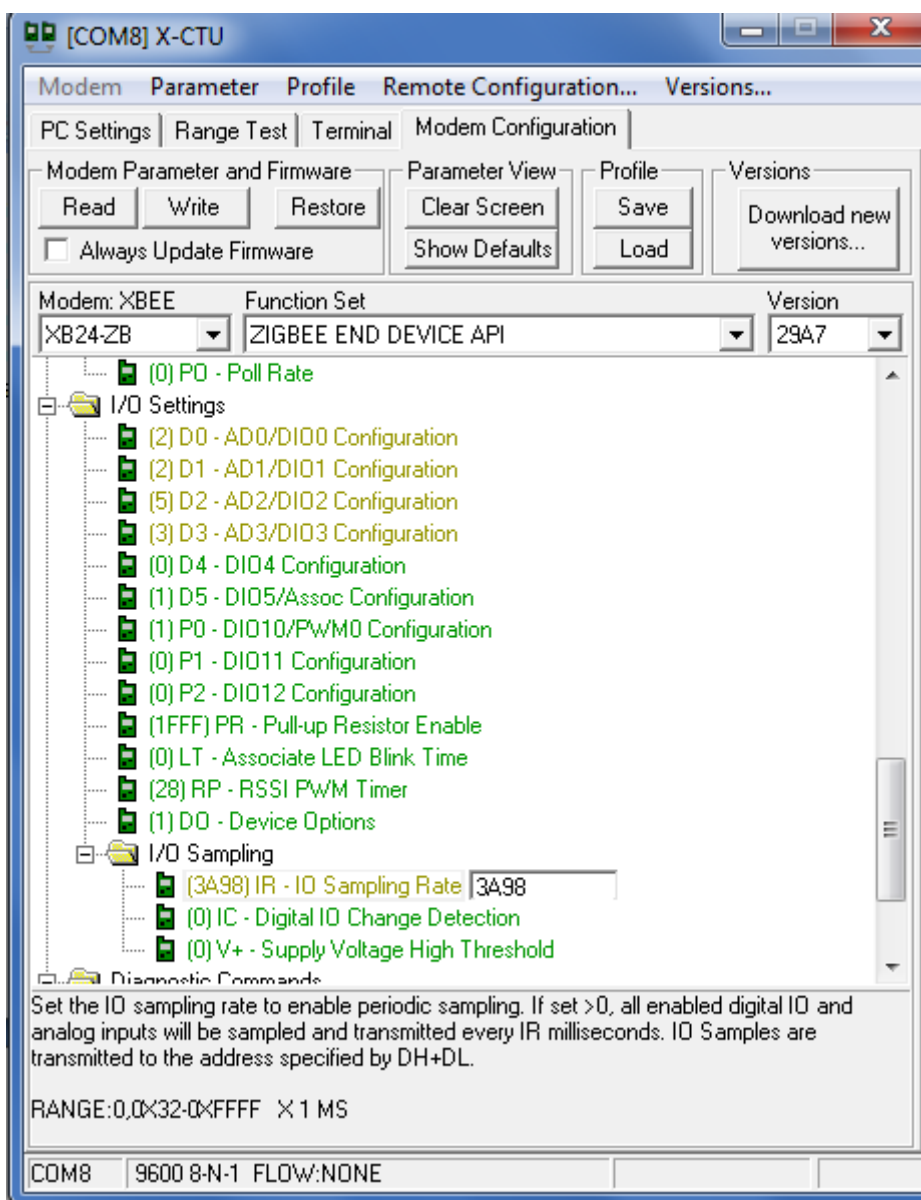 [COM8] X-CTU
Modem Parameter Profile Remote Configuration... Versions...
PC Settings Range Test Terminal Modem Configuration
Modem Parameter and Firmware Parameter View Profile Versions
Read Write Restore Clear Screen Save Download new versions...
Always Update Firmware Show Defaults Load
Modem: XBEE Function Set Version
XB24-ZB ZIGBEE END DEVICE API 29A7
(0) PO - Poll Rate
I/O Settings
(2) D0 - AD0/DIO0 Configuration
(2) D1 - AD1/DIO1 Configuration
(5) D2 - AD2/DIO2 Configuration
(3) D3 - AD3/DIO3 Configuration
(0) D4 - DIO4 Configuration
(1) D5 - DIO5/Assoc Configuration
(1) P0 - DIO10/PWM0 Configuration
(0) P1 - DIO11 Configuration
(0) P2 - DIO12 Configuration
(1FFF) PR - Pull-up Resistor Enable
(0) LT - Associate LED Blink Time
(28) RP - RSSI PWM Timer
(1) DO - Device Options
I/O Sampling
(3A98) IR - IO Sampling Rate 3A98
(0) IC - Digital IO Change Detection
(0) V+ - Supply Voltage High Threshold
Diagnostic Commands
Set the IO sampling rate to enable periodic sampling. If set >0, all enabled digital IO and
analog inputs will be sampled and transmitted every IR milliseconds. IO Samples are
transmitted to the address specified by DH+DL.
RANGE:0,0X32-0XFFFF X 1 MS
COM8 9600 8-N-1 FLOW:NONE